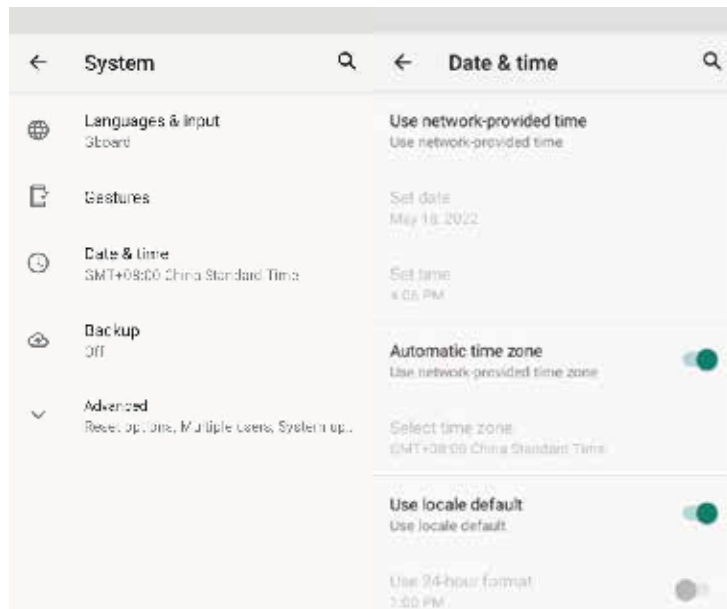 System
Languages & input
Gboard
Gestures
Date & time
GMT+08:00 China Standard Time
Backup
Off
Advanced
Reset options, Multiple users, System up..
Date & time
Use network-provided time
Use network-provided time
Set date
May 18, 2022
Set time
4:06 PM
Automatic time zone
Use network-provided time zone
Select time zone
GMT+08:00 China Standard Time
Use locale default
Use locale default
Use 24-hour format
1:00 PM